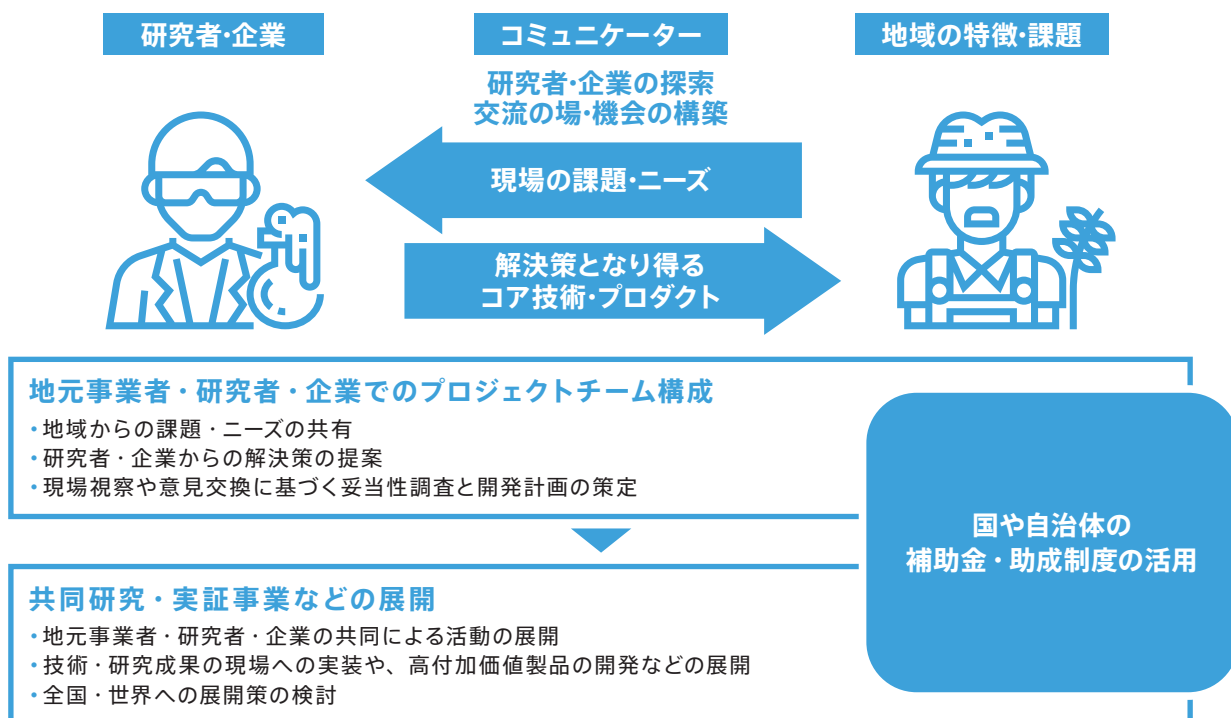 研究者・企業
コミュニケーター
地域の特徴・課題
研究者・企業の探索
交流の場・機会の構築
現場の課題・ニーズ
解決策となり得る
コア技術・プロダクト
地元事業者・研究者・企業でのプロジェクトチーム構成
・地域からの課題・ニーズの共有
・研究者・企業からの解決策の提案
・現場視察や意見交換に基づく妥当性調査と開発計画の策定
国や自治体の
補助金・助成制度の活用
共同研究・実証事業などの展開
・地元事業者・研究者・企業の共同による活動の展開
・技術・研究成果の現場への実装や、高付加価値製品の開発などの展開
・全国・世界への展開策の検討